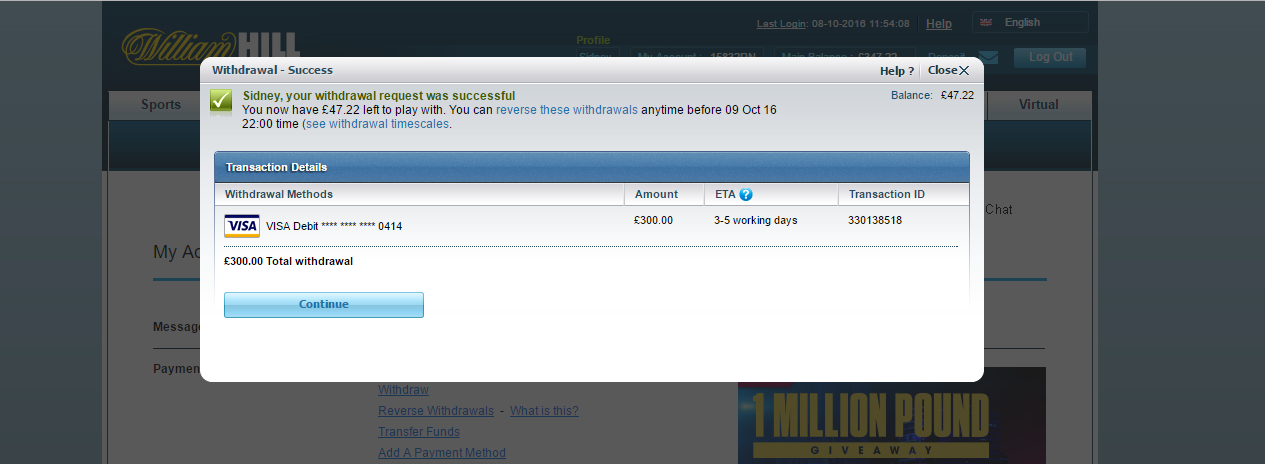 Last Login: 08-10-2016 11:54:08
Help
English
William HILL
Profile
Sidney
My Account : 15832RN
Main Balance : £347.22
Deposit
Log Out
Withdrawal - Success
Help ?
Close X
Sports
Virtual
Sidney, your withdrawal request was successful
Balance: £47.22
You now have £47.22 left to play with. You can reverse these withdrawals anytime before 09 Oct 16
22:00 time (see withdrawal timescales.
Transaction Details
Withdrawal Methods Amount ETA ? Transaction ID
VISA VISA Debit **** **** **** 0414 £300.00 3-5 working days 330138518
Chat
My Ac
£300.00 Total withdrawal
Continue
Message
Paymen
Withdraw
Reverse Withdrawals - What is this?
Transfer Funds
Add A Payment Method
1 MILLION POUND
GIVEAWAY